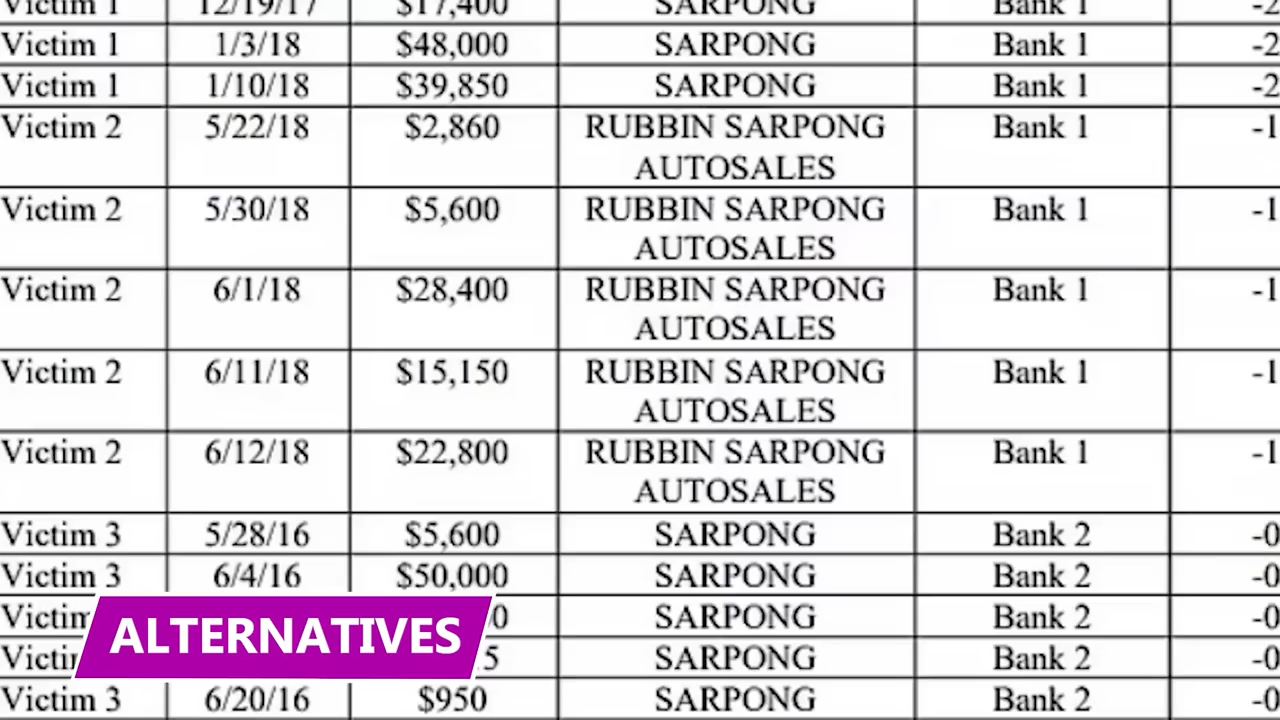 Victim 1 12/19/17 $17,400 SARPONG Bank 1 -2
Victim 1 1/3/18 $48,000 SARPONG Bank 1 -2
Victim 1 1/10/18 $39,850 SARPONG Bank 1 -2
Victim 2 5/22/18 $2,860 RUBBIN SARPONG Bank 1 -1
AUTOSALES
Victim 2 5/30/18 $5,600 RUBBIN SARPONG Bank 1 -1
AUTOSALES
Victim 2 6/1/18 $28,400 RUBBIN SARPONG Bank 1 -1
AUTOSALES
Victim 2 6/11/18 $15,150 RUBBIN SARPONG Bank 1 -1
AUTOSALES
Victim 2 6/12/18 $22,800 RUBBIN SARPONG Bank 1 -1
AUTOSALES
Victim 3 5/28/16 $5,600 SARPONG Bank 2 -0
Victim 3 6/4/16 $50,000 SARPONG Bank 2 -0
SARPONG Bank 2 -0
SARPONG Bank 2 -0
ALTERNATIVES
Victim 3 6/20/16 $950 SARPONG Bank 2 -0